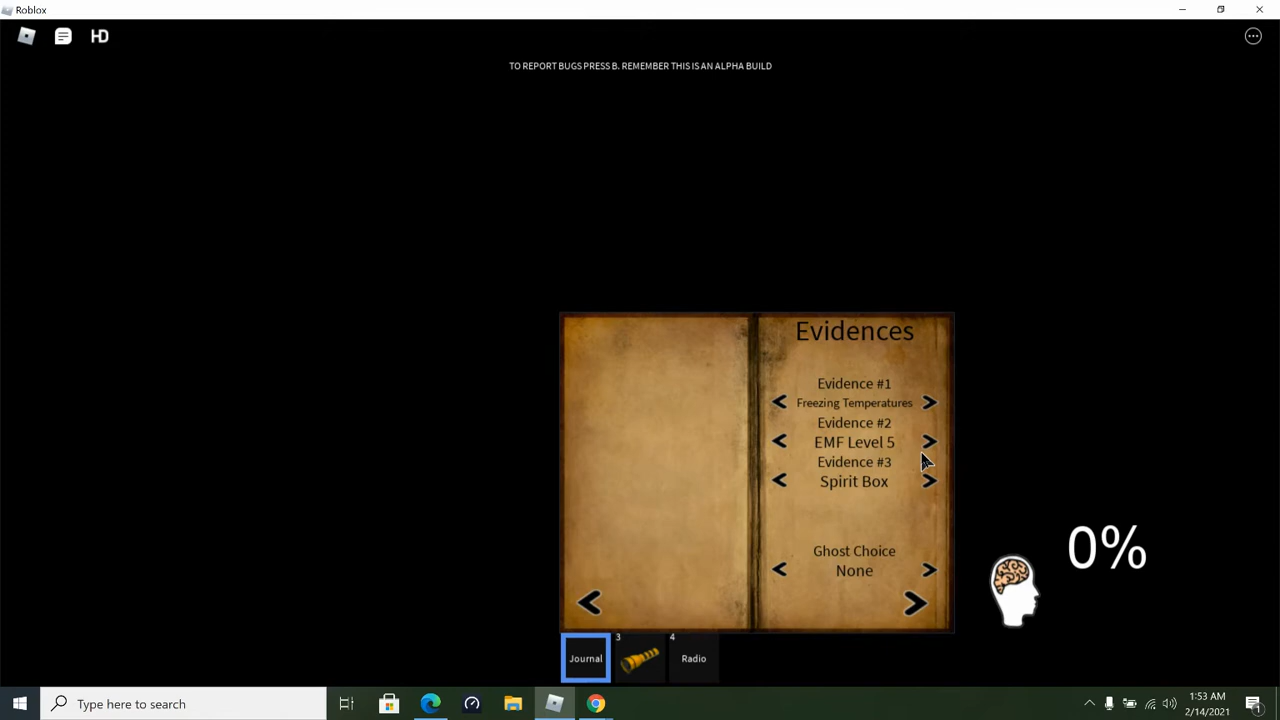 Roblox
HD
TO REPORT BUGS PRESS B. REMEMBER THIS IS AN ALPHA BUILD
Evidences
Evidence #1
Freezing Temperatures
Evidence #2
EMF Level 5
Evidence #3
Spirit Box
Ghost Choice
None
0%
Journal
3
4
Radio
Type here to search
1:53 AM
2/14/2021
1